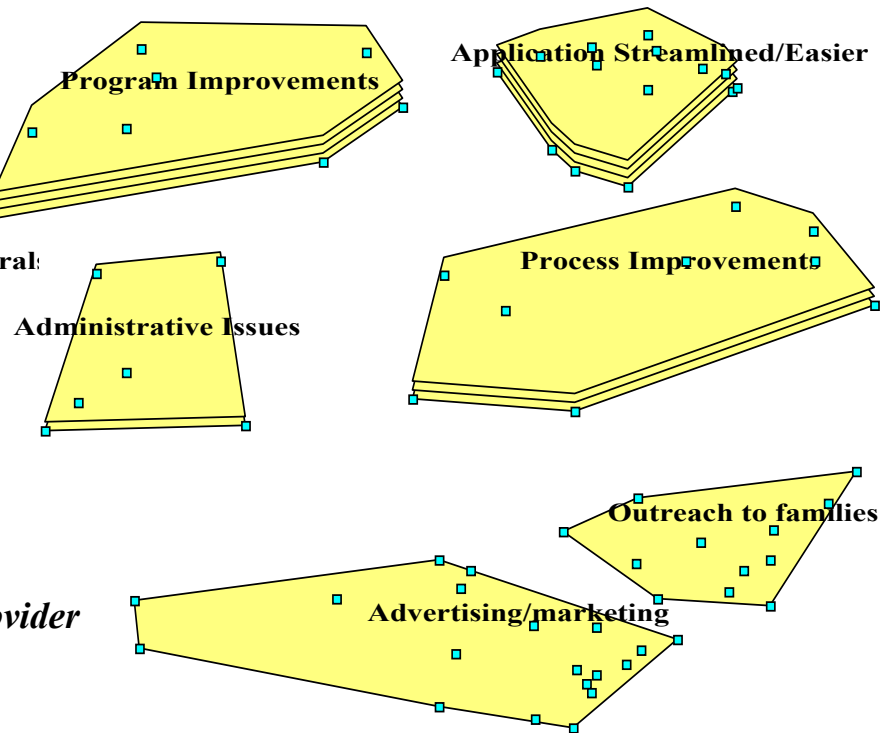 Application Streamlined/Easier
Program Improvements
Process Improvements
Administrative Issues
Outreach to families
Advertising/marketing